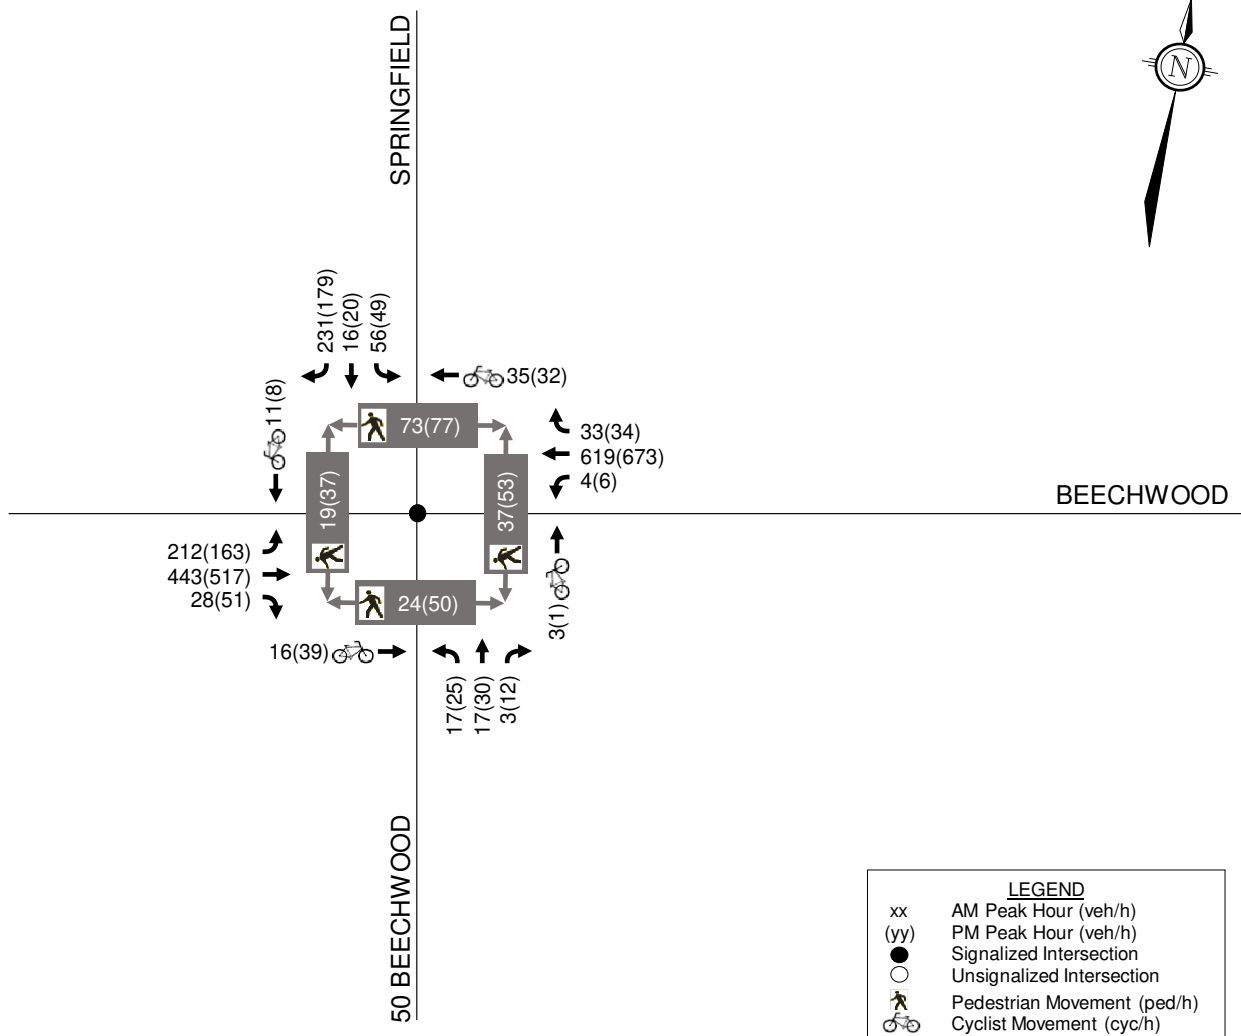 SPRINGFIELD
N
231(179)
16(20)
56(49)
35(32)
11(8)
73(77)
33(34)
619(673)
4(6)
19(37)
37(53)
BEECHWOOD
212(163)
443(517)
28(51)
24(50)
3(1)
16(39)
17(25)
17(30)
3(12)
50 BEECHWOOD
LEGEND
xx AM Peak Hour (veh/h)
(yy) PM Peak Hour (veh/h)
Signalized Intersection
Unsignalized Intersection
Pedestrian Movement (ped/h)
Cyclist Movement (cyc/h)